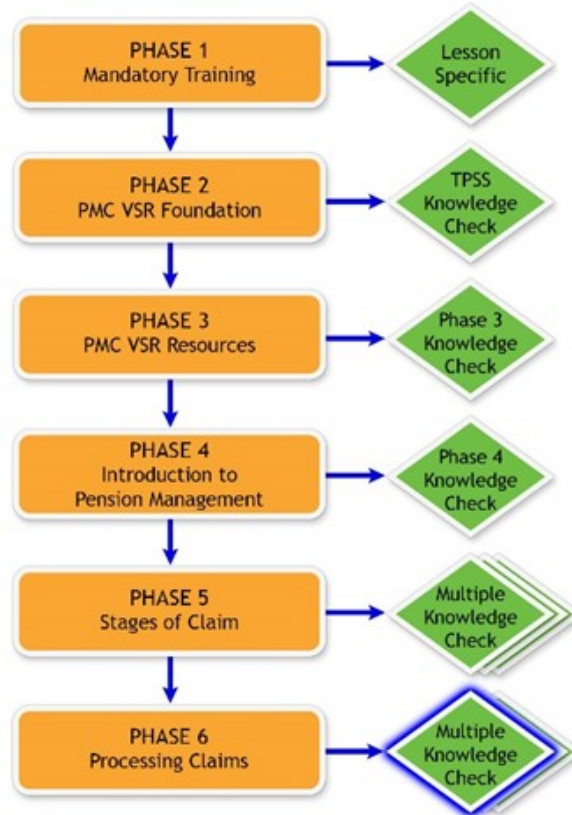 PHASE 1
Mandatory Training
Lesson
Specific
PHASE 2
PMC VSR Foundation
TPSS
Knowledge
Check
PHASE 3
PMC VSR Resources
Phase 3
Knowledge
Check
PHASE 4
Introduction to
Pension Management
Phase 4
Knowledge
Check
PHASE 5
Stages of Claim
Multiple
Knowledge
Check
PHASE 6
Processing Claims
Multiple
Knowledge
Check